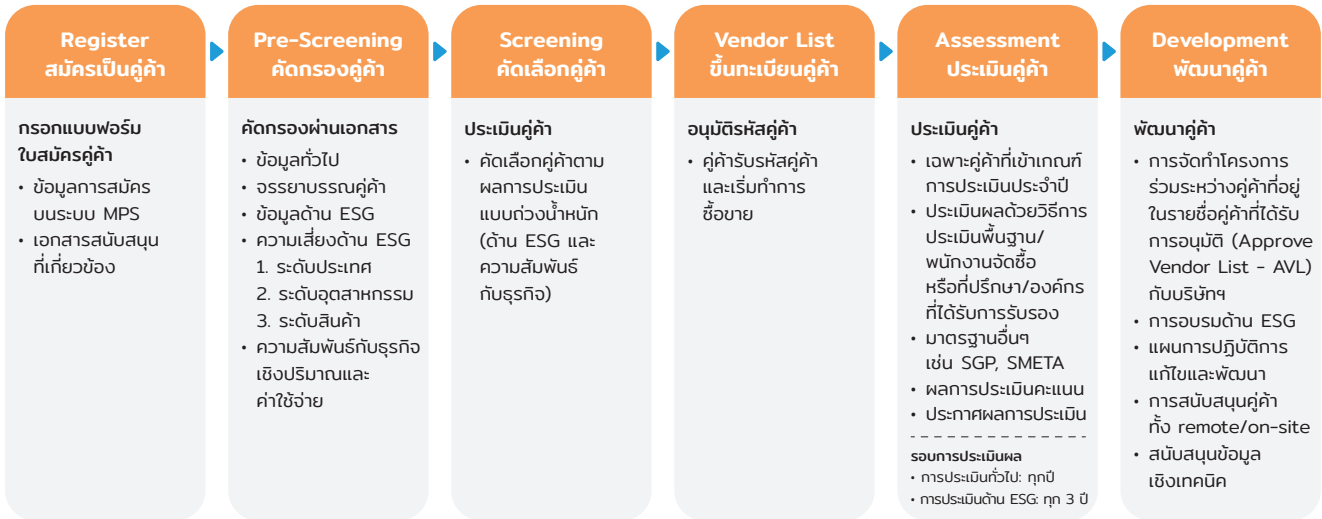 Register
สมัครเป็นคู่ค้า
กรอกแบบฟอร์ม
ใบสมัครคู่ค้า
• ข้อมูลการสมัคร
บนระบบ MPS
• เอกสารสนับสนุน
ที่เกี่ยวข้อง
Pre-Screening
คัดกรองคู่ค้า
คัดกรองผ่านเอกสาร
• ข้อมูลทั่วไป
• จรรยาบรรณคู่ค้า
• ข้อมูลด้าน ESG
• ความเสี่ยงด้าน ESG
1. ระดับประเทศ
2. ระดับอุตสาหกรรม
3. ระดับสินค้า
• ความสัมพันธ์กับธุรกิจ
เชิงปริมาณและ
ค่าใช้จ่าย
Screening
คัดเลือกคู่ค้า
ประเมินคู่ค้า
• คัดเลือกคู่ค้าตาม
ผลการประเมิน
แบบถ่วงน้ำหนัก
(ด้าน ESG และ
ความสัมพันธ์
กับธุรกิจ)
Vendor List
ขึ้นทะเบียนคู่ค้า
อนุมัติรหัสคู่ค้า
• คู่ค้ารับรหัสคู่ค้า
และเริ่มทำการ
ซื้อขาย
Assessment
ประเมินคู่ค้า
ประเมินคู่ค้า
• เฉพาะคู่ค้าที่เข้าเกณฑ์
การประเมินประจำปี
• ประเมินผลด้วยวิธีการ
ประเมินพื้นฐาน/
พนักงานจัดซื้อ
หรือที่ปรึกษา/องค์กร
ที่ได้รับการรับรอง
• มาตรฐานอื่นๆ
เช่น SGP, SMETA
• ผลการประเมินคะแนน
• ประกาศผลการประเมิน
รอบการประเมินผล
• การประเมินทั่วไป: ทุกปี
• การประเมินด้าน ESG: ทุก 3 ปี
Development
พัฒนาคู่ค้า
พัฒนาคู่ค้า
• การจัดทำโครงการ
ร่วมระหว่างคู่ค้าที่อยู่
ในรายชื่อคู่ค้าที่ได้รับ
การอนุมัติ (Approve
Vendor List - AVL)
กับบริษัทฯ
• การอบรมด้าน ESG
• แผนการปฏิบัติการ
แก้ไขและพัฒนา
• การสนับสนุนคู่ค้า
ทั้ง remote/on-site
• สนับสนุนข้อมูล
เชิงเทคนิค